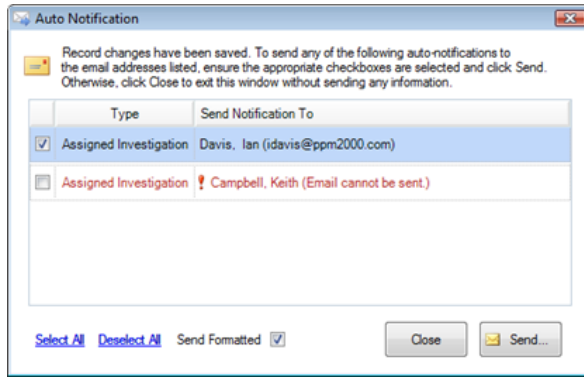 Auto Notification
Record changes have been saved. To send any of the following auto-notifications to
the email addresses listed, ensure the appropriate checkboxes are selected and click Send.
Otherwise, click Close to exit this window without sending any information.
Type Send Notification To
Assigned Investigation Davis, Ian (idavis@ppm2000.com)
Assigned Investigation ! Campbell, Keith (Email cannot be sent.)
Select All Deselect All Send Formatted Close Send...